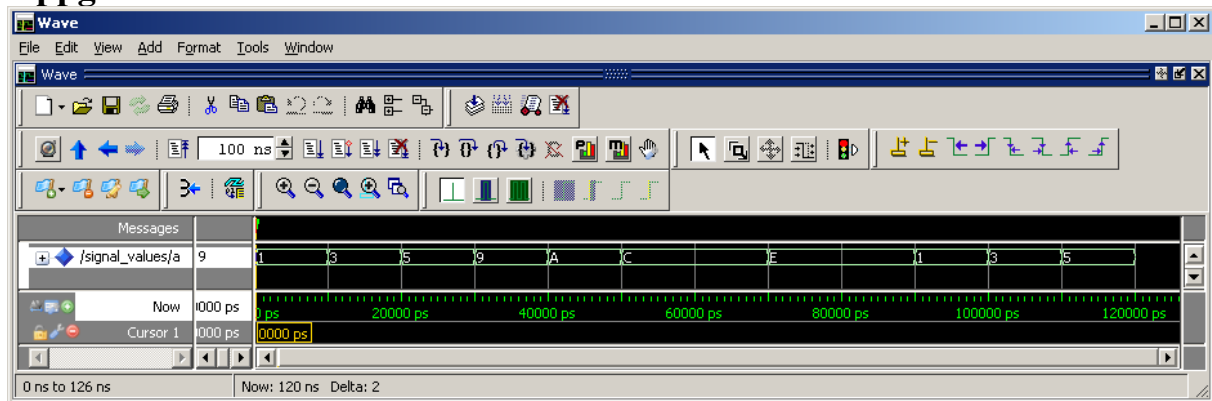 Wave
File Edit View Add Format Tools Window
Wave
100 ns
Messages
/signal_values/a 9 1 3 5 9 A C E 1 3 5
Now 0000 ps 0 ps 20000 ps 40000 ps 60000 ps 80000 ps 100000 ps 120000 ps
Cursor 1 0000 ps 0000 ps
0 ns to 126 ns Now: 120 ns Delta: 2